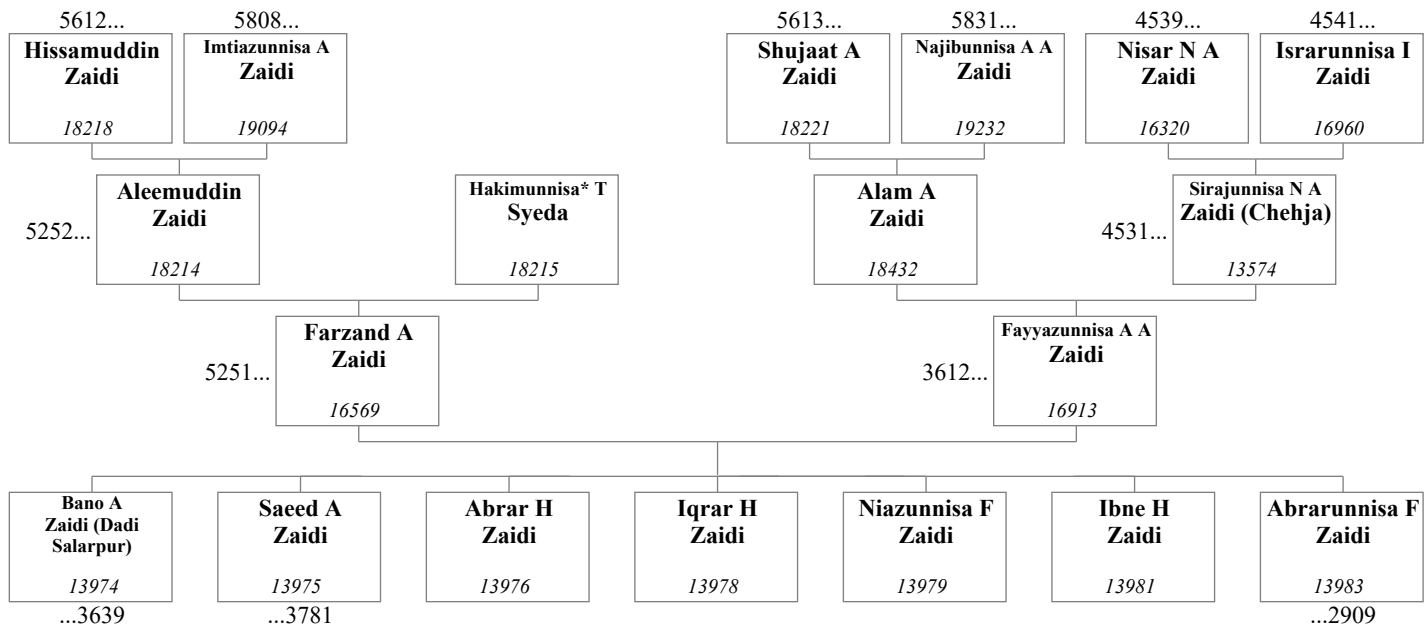 5612...
5808...
5613...
5831...
4539...
4541...
Hissamuddin
Zaidi
18218
Imtiazunnisa A
Zaidi
19094
Shujaat A
Zaidi
18221
Najibunnisa A A
Zaidi
19232
Nisar N A
Zaidi
16320
Israrunnisa I
Zaidi
16960
5252...
Aleemuddin
Zaidi
18214
Hakimunnisa* T
Syeda
18215
Alam A
Zaidi
18432
4531...
Sirajunnisa N A
Zaidi (Chehja)
13574
5251...
Farzand A
Zaidi
16569
3612...
Fayyazunnisa A A
Zaidi
16913
Bano A
Zaidi (Dadi
Salarpur)
13974
...3639
Saeed A
Zaidi
13975
...3781
Abrar H
Zaidi
13976
Iqrar H
Zaidi
13978
Niazunnisa F
Zaidi
13979
Ibne H
Zaidi
13981
Abrarunnisa F
Zaidi
13983
...2909